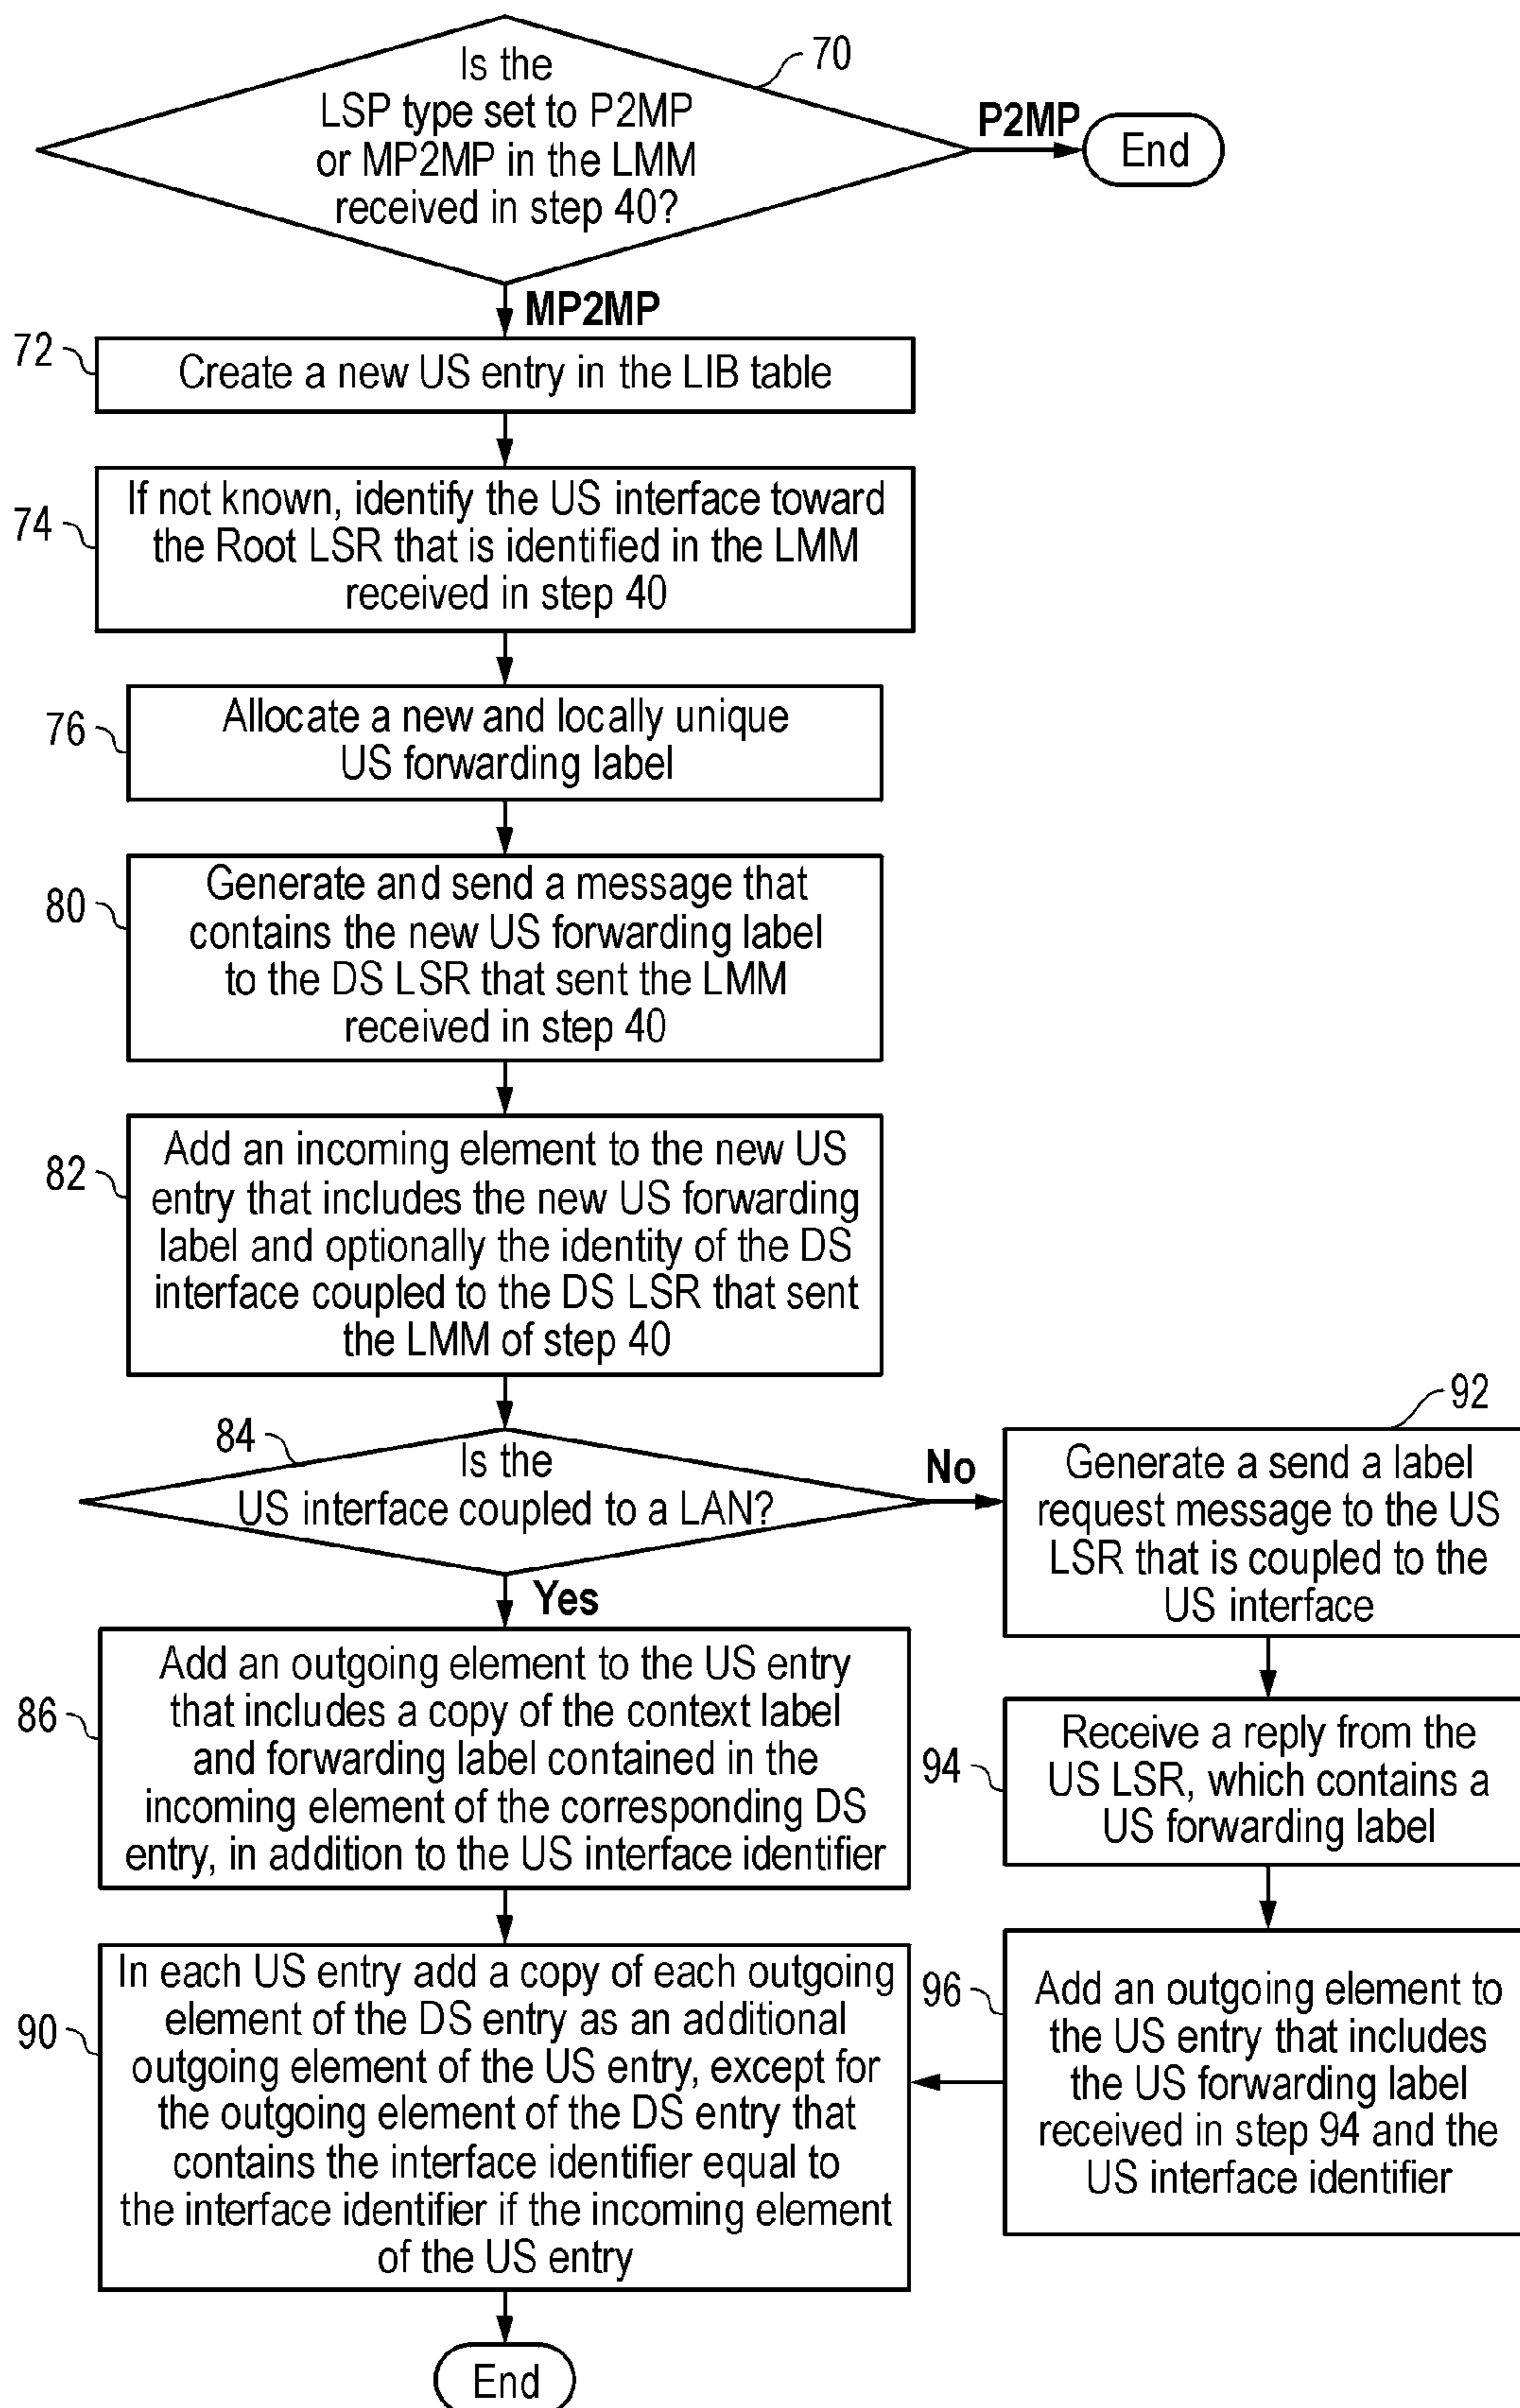 Is the
LSP type set to P2MP
or MP2MP in the LMM
received in step 40?
70
P2MP
End
MP2MP
72
Create a new US entry in the LIB table
74
If not known, identify the US interface toward
the Root LSR that is identified in the LMM
received in step 40
76
Allocate a new and locally unique
US forwarding label
80
Generate and send a message that
contains the new US forwarding label
to the DS LSR that sent the LMM
received in step 40
82
Add an incoming element to the new US
entry that includes the new US forwarding
label and optionally the identity of the DS
interface coupled to the DS LSR that sent
the LMM of step 40
84
Is the
US interface coupled to a LAN?
No
Yes
92
Generate a send a label
request message to the US
LSR that is coupled to the
US interface
86
Add an outgoing element to the US entry
that includes a copy of the context label
and forwarding label contained in the
incoming element of the corresponding DS
entry, in addition to the US interface identifier
94
Receive a reply from the
US LSR, which contains a
US forwarding label
96
Add an outgoing element to
the US entry that includes
the US forwarding label
received in step 94 and the
US interface identifier
90
In each US entry add a copy of each outgoing
element of the DS entry as an additional
outgoing element of the US entry, except for
the outgoing element of the DS entry that
contains the interface identifier equal to
the interface identifier if the incoming element
of the US entry
End